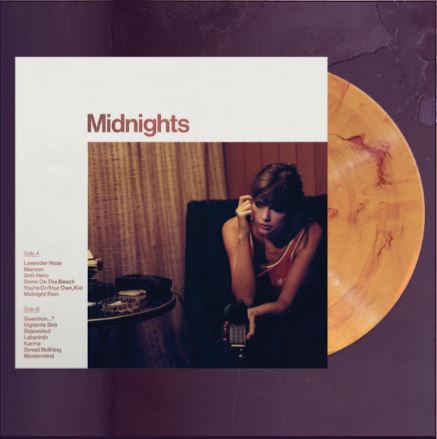 Midnights
Side A
Lavender Haze
Maroon
Anti-Hero
Snow On The Beach
You're On Your Own, Kid
Midnight Rain
Side B
Question...?
Vigilante Shit
Bejeweled
Labyrinth
Karma
Sweet Nothing
Mastermind